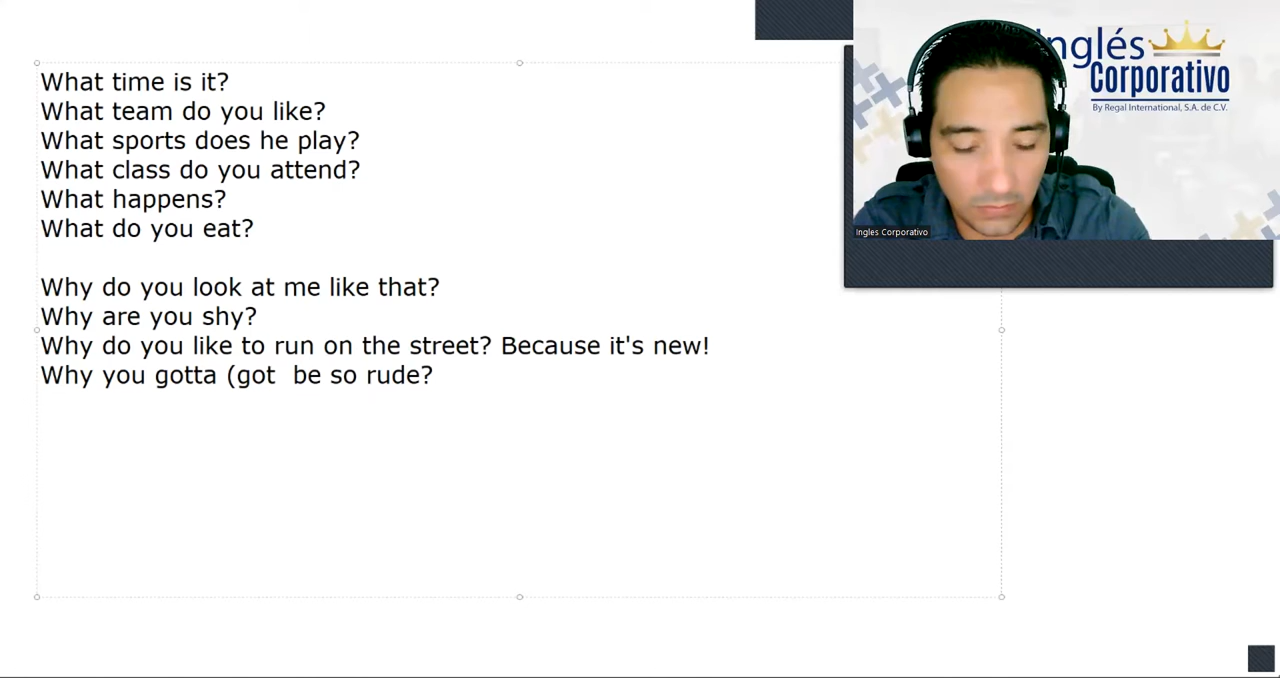 What time is it?
What team do you like?
What sports does he play?
What class do you attend?
What happens?
What do you eat?
Why do you look at me like that?
Why are you shy?
Why do you like to run on the street? Because it's new!
Why you gotta (got  be so rude?
Inglés
Corporativo
By Regal International, S.A. de C.V.
Ingles Corporativo